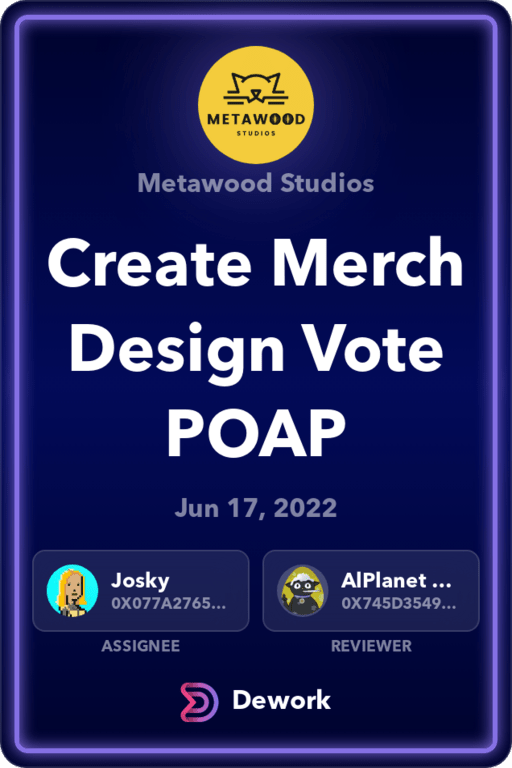 METAWOOD
STUDIOS
Metawood Studios
Create Merch
Design Vote
POAP
Jun 17, 2022
Josky
0X077A2765...
AlPlanet ...
0X745D3549...
ASSIGNEE
REVIEWER
Dework